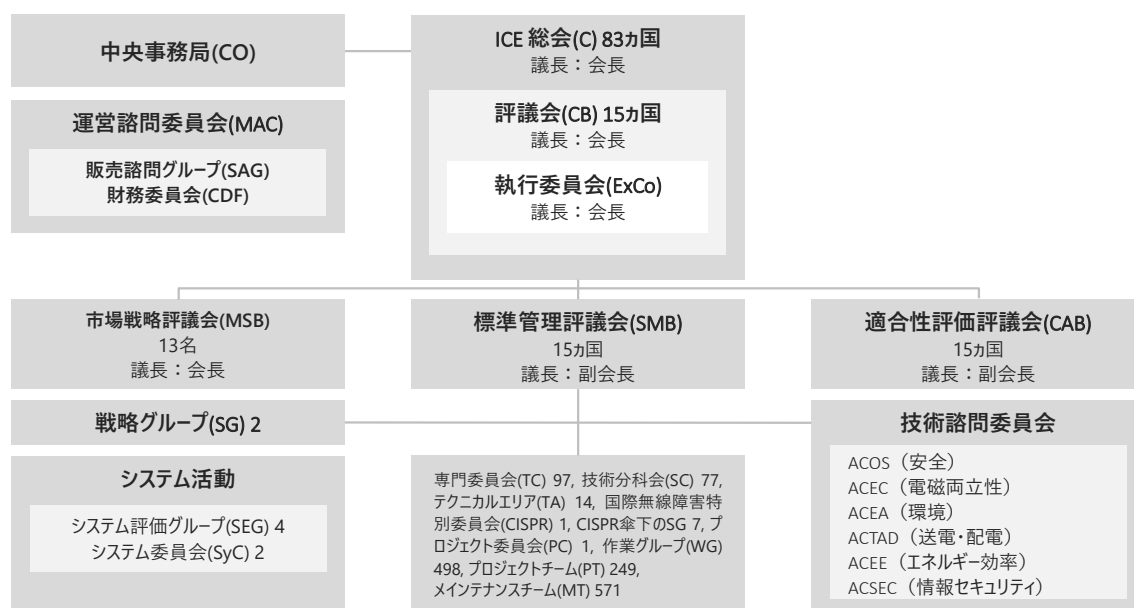 中央事務局(CO)
ICE 総会(C) 83ヵ国
議長：会長
運営諮問委員会(MAC)
販売諮問グループ(SAG)
財務委員会(CDF)
評議会(CB) 15ヵ国
議長：会長
執行委員会(ExCo)
議長：会長
市場戦略評議会(MSB)
13名
議長：会長
標準管理評議会(SMB)
15ヵ国
議長：副会長
適合性評価評議会(CAB)
15ヵ国
議長：副会長
戦略グループ(SG) 2
システム活動
システム評価グループ(SEG) 4
システム委員会(SyC) 2
専門委員会(TC) 97, 技術分科会(SC) 77,
テクニカルエリア(TA) 14, 国際無線障害特
別委員会(CISPR) 1, CISPR傘下のSG 7, プ
ロジェクト委員会(PC) 1, 作業グループ(WG)
498, プロジェクトチーム(PT) 249,
メインテナンスチーム(MT) 571
技術諮問委員会
ACOS（安全）
ACEC（電磁両立性）
ACEA（環境）
ACTAD（送電・配電）
ACEE（エネルギー効率）
ACSEC（情報セキュリティ）